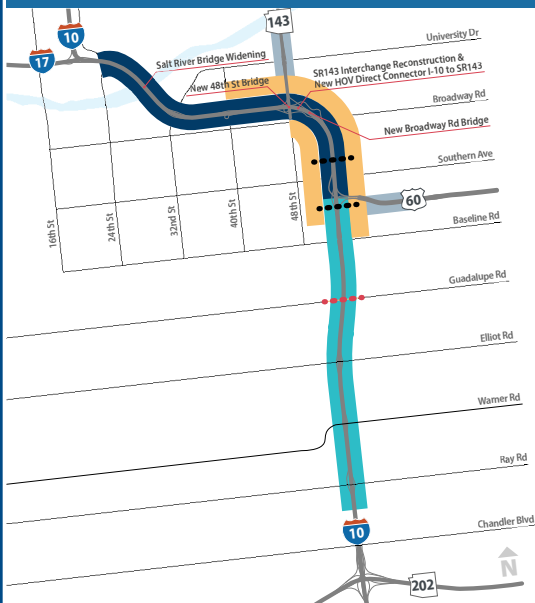 143
10
17
University Dr
Salt River Bridge Widening
SR143 Interchange Reconstruction &
New HOV Direct Connector I-10 to SR143
New 48th St Bridge
Broadway Rd
New Broadway Rd Bridge
Southern Ave
60
16th St
24th St
32nd St
40th St
48th St
Baseline Rd
Guadalupe Rd
Elliot Rd
Warner Rd
Ray Rd
Chandler Blvd
10
N
202